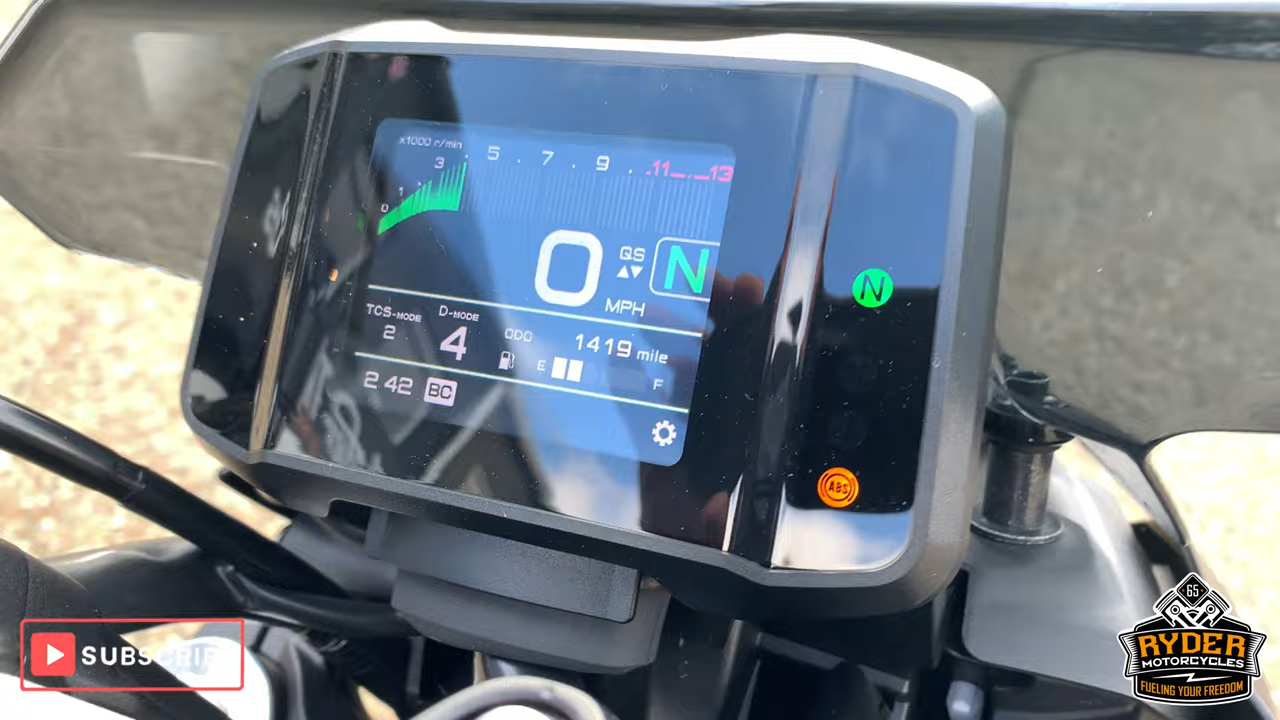 x1000 r/min
0 1 3 5 7 9 11 13
0
QS
N
MPH
N
TCS-MODE
2
D-MODE
4
ODO
1419 mile
E
F
2 42
BC
ABS
SUBSCRIBE
65
RYDER
MOTORCYCLES
FUELING YOUR FREEDOM